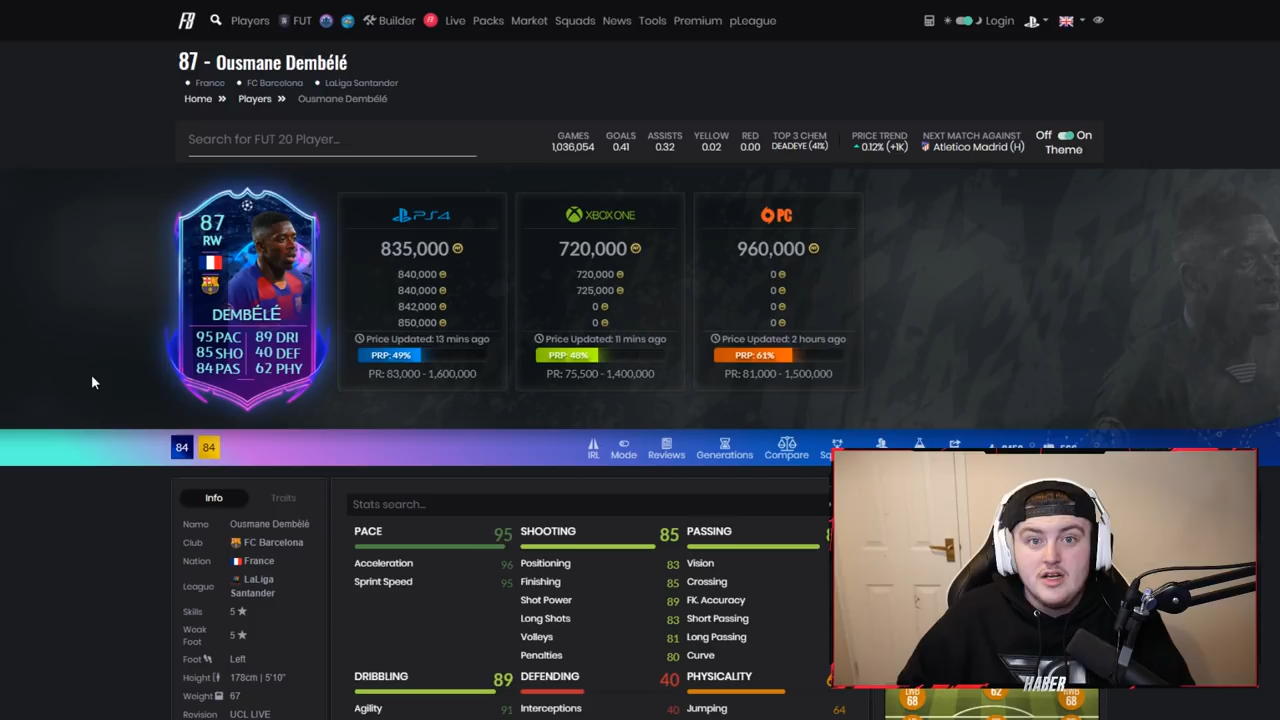 FB Players FUT Builder Live Packs Market Squads News Tools Premium pLeague Login
87 - Ousmane Dembélé
France FC Barcelona LaLiga Santander
Home » Players » Ousmane Dembélé
Search for FUT 20 Player...
GAMES GOALS ASSISTS YELLOW RED TOP 3 CHEM PRICE TREND NEXT MATCH AGAINST Off On
1,036,054 0.41 0.32 0.02 0.00 DEADEYE (41%) 0.12% (+1K) Atletico Madrid (H) Theme
87
RW
DEMBÉLÉ
95 PAC 89 DRI
85 SHO 40 DEF
84 PAS 62 PHY
PS4
835,000
840,000
840,000
842,000
850,000
Price Updated: 13 mins ago
PRP: 49%
PR: 83,000 - 1,600,000
XBOX ONE
720,000
720,000
725,000
0
0
Price Updated: 11 mins ago
PRP: 48%
PR: 75,500 - 1,400,000
PC
960,000
0
0
0
0
Price Updated: 2 hours ago
PRP: 61%
PR: 81,000 - 1,500,000
84 84
IRL Mode Reviews Generations Compare
Info Traits
Name Ousmane Dembélé
Club FC Barcelona
Nation France
League LaLiga Santander
Skills 5
Weak Foot 5
Foot Left
Height 178cm | 5'10"
Weight 67
Revision UCL LIVE
Stats search...
PACE 95
Acceleration 96
Sprint Speed 95
SHOOTING 85
Positioning 83
Finishing 85
Shot Power 89
Long Shots 83
Volleys 81
Penalties 80
PASSING
Vision
Crossing
FK. Accuracy
Short Passing
Long Passing
Curve
DRIBBLING 89
Agility 91
DEFENDING 40
Interceptions 40
PHYSICALITY
Jumping 64
LWB
68
62
RWB
68
HABER